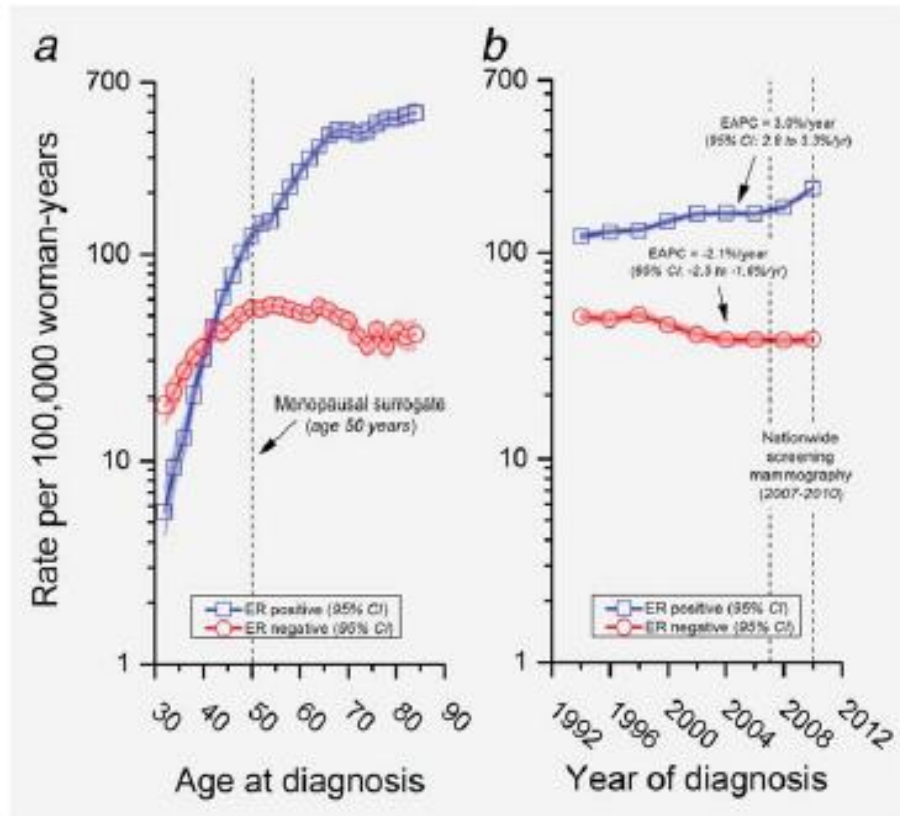 a
700
100
10
1
Rate per 100,000 woman-years
Menopausal surrogate
(age 50 years)
ER positive (95% CI)
ER negative (95% CI)
30 40 50 60 70 80 90
Age at diagnosis
b
700
100
10
1
EAPC = 3.0%/year
(95% CI: 2.8 to 3.3%/yr)
EAPC = -2.1%/year
(95% CI: -2.5 to -1.6%/yr)
Nationwide
screening
mammography
(2007-2010)
ER positive (95% CI)
ER negative (95% CI)
1992 1996 2000 2004 2008 2012
Year of diagnosis